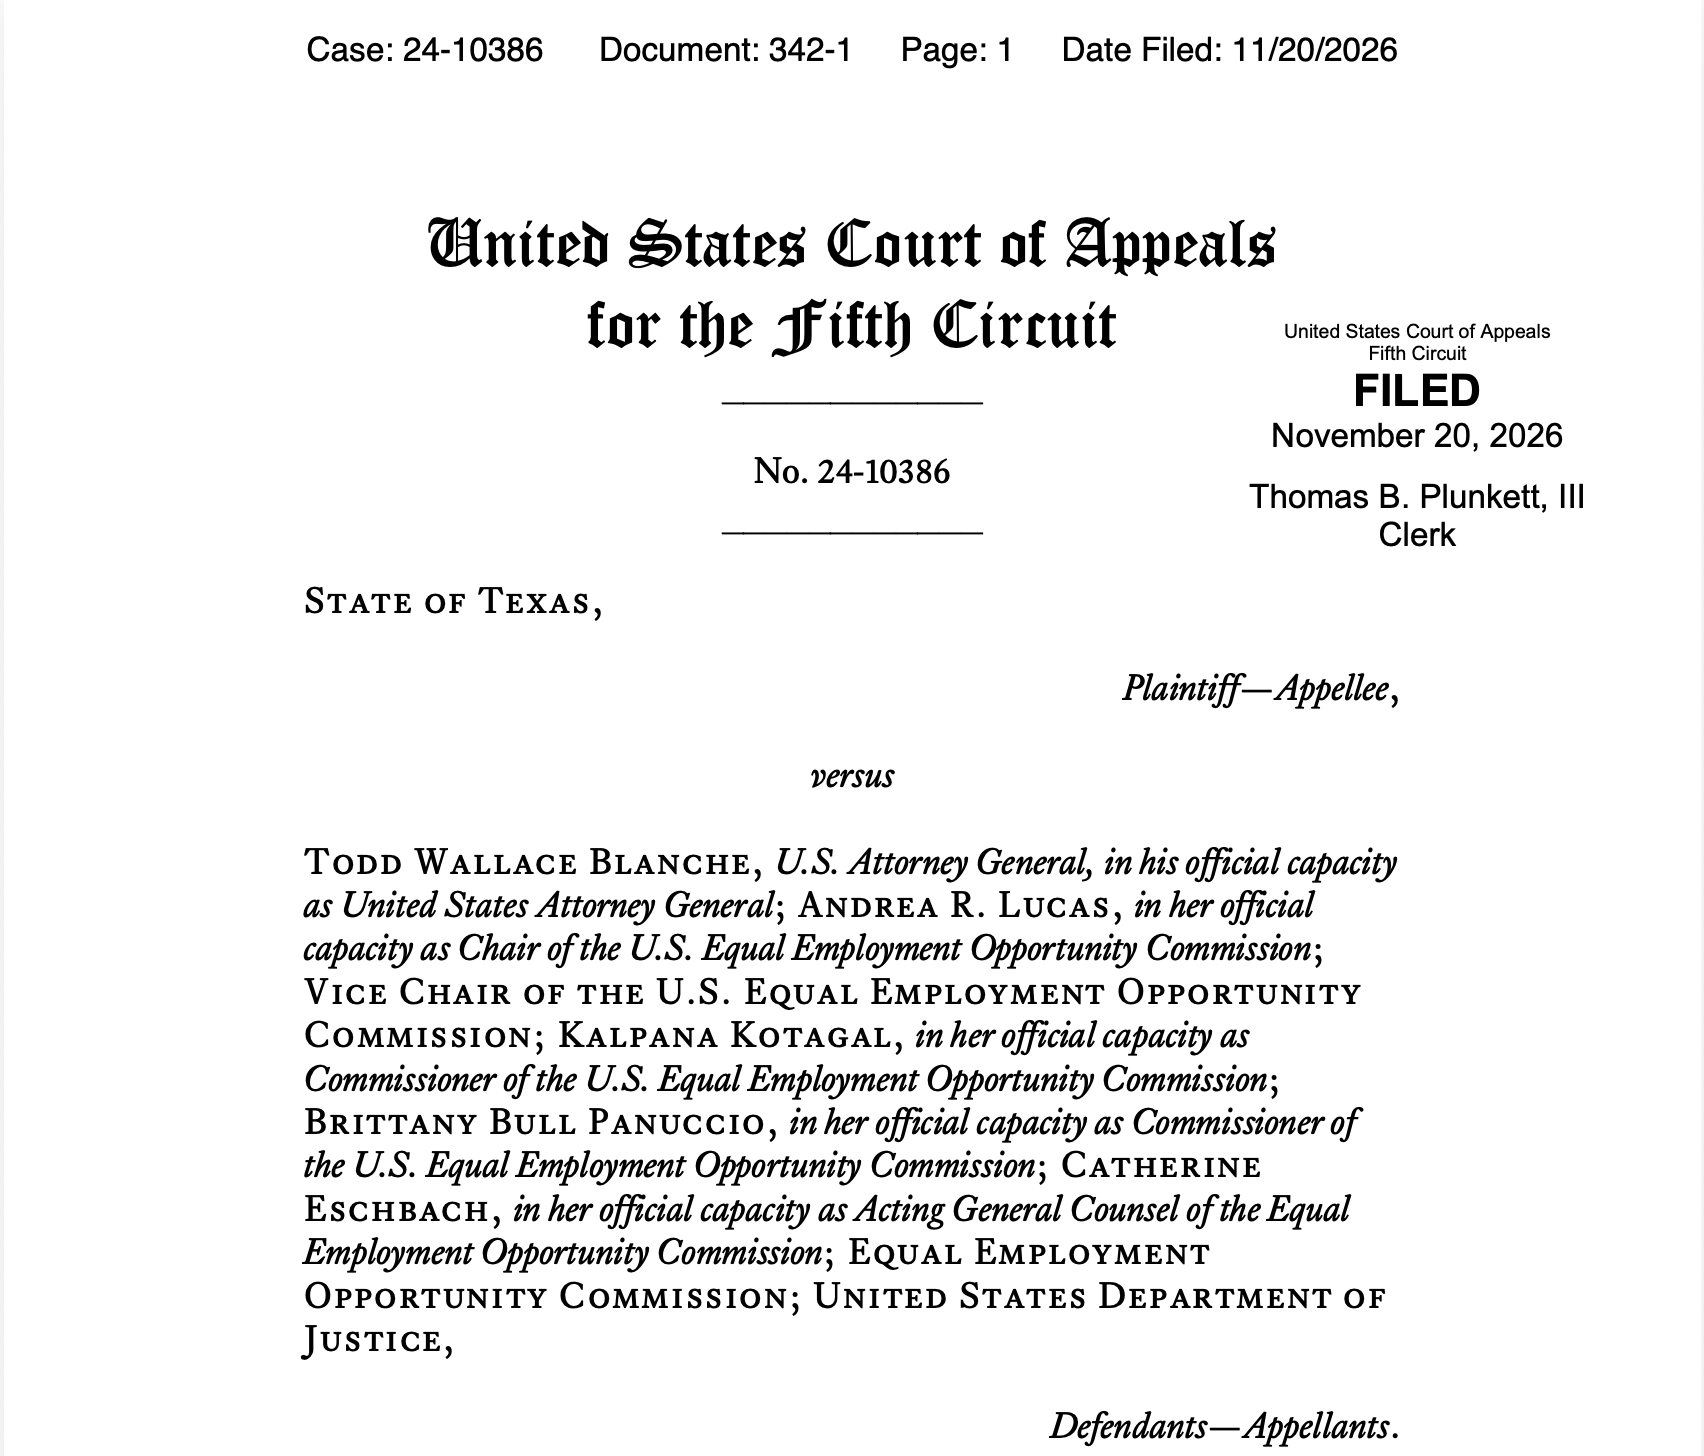 Case: 24-10386 Document: 342-1 Page: 1 Date Filed: 11/20/2026
United States Court of Appeals
for the Fifth Circuit
United States Court of Appeals
Fifth Circuit
FILED
November 20, 2026
Thomas B. Plunkett, III
Clerk
No. 24-10386
State of Texas,
Plaintiff—Appellee,
versus
Todd Wallace Blanche, U.S. Attorney General, in his official capacity
as United States Attorney General; Andrea R. Lucas, in her official
capacity as Chair of the U.S. Equal Employment Opportunity Commission;
Vice Chair of the U.S. Equal Employment Opportunity
Commission; Kalpana Kotagal, in her official capacity as
Commissioner of the U.S. Equal Employment Opportunity Commission;
Brittany Bull Panuccio, in her official capacity as Commissioner of
the U.S. Equal Employment Opportunity Commission; Catherine
Eschbach, in her official capacity as Acting General Counsel of the Equal
Employment Opportunity Commission; Equal Employment
Opportunity Commission; United States Department of
Justice,
Defendants—Appellants.